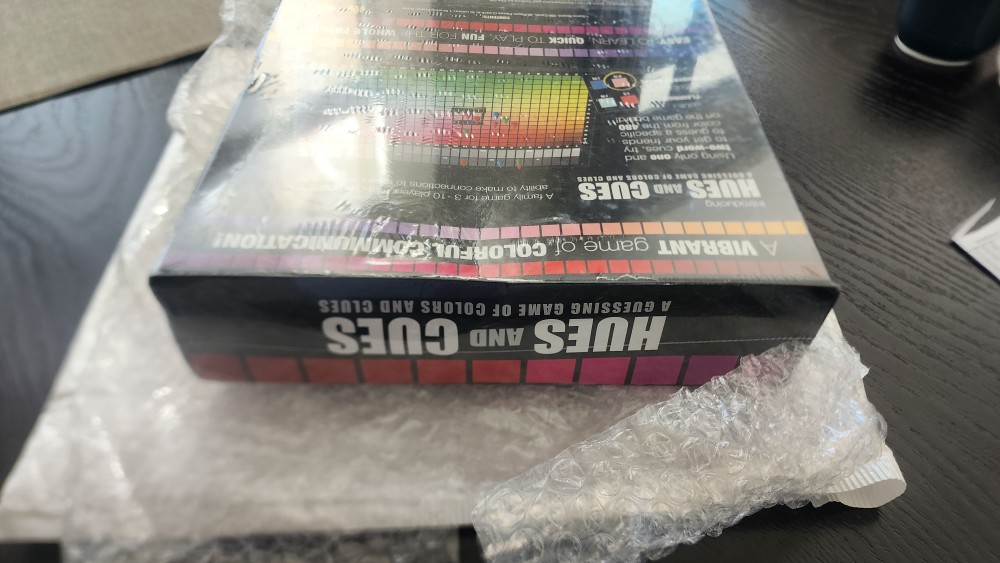 HUES AND CUES
A GUESSING GAME OF COLORS AND CLUES
A VIBRANT game of COLORFUL COMMUNICATION!
Introducing
HUES AND CUES
A GUESSING GAME OF COLORS AND CLUES
Using only one and
two-word cues, try
to get your friends
to guess a specific
color from the 480
on the game board!
A family game for 3 - 10 players
ability to make connections to
EASY TO LEARN, QUICK TO PLAY, FUN FOR THE WHOLE
CONTENTS: